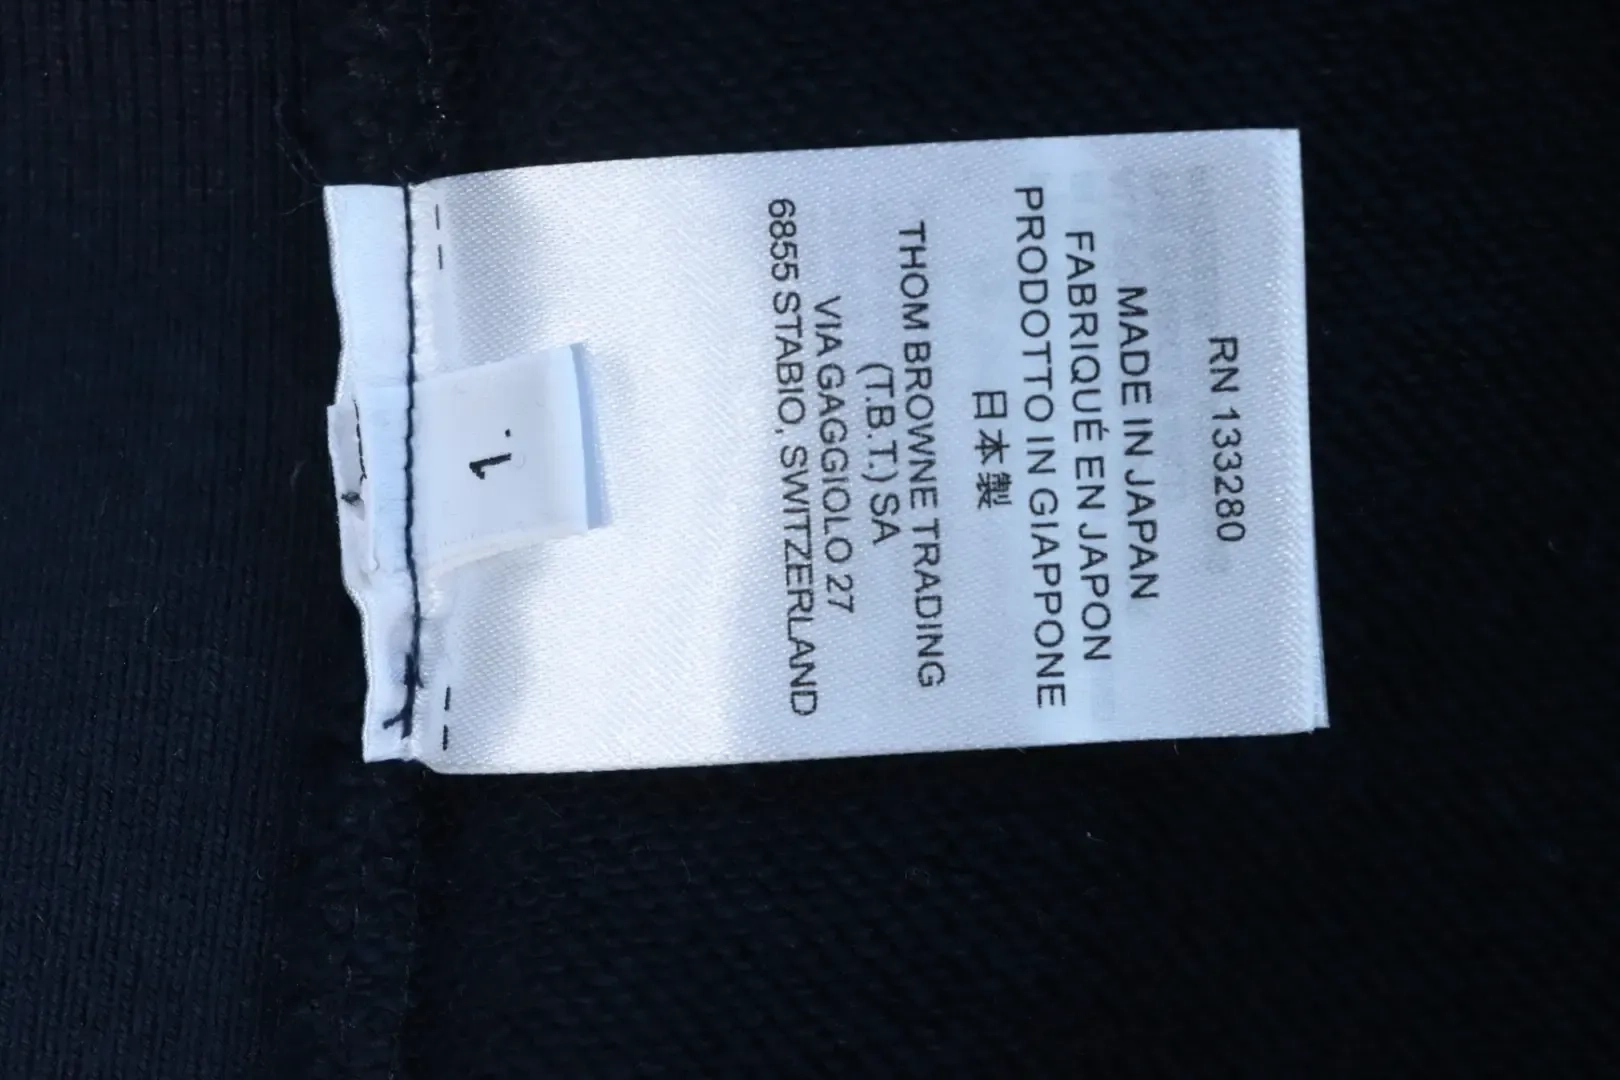 RN 133280
MADE IN JAPAN
FABRIQUÉ EN JAPON
PRODOTTO IN GIAPPONE
日本製
THOM BROWNE TRADING
(T.B.T.) SA
VIA GAGGIOLO 27
6855 STABIO, SWITZERLAND
1.